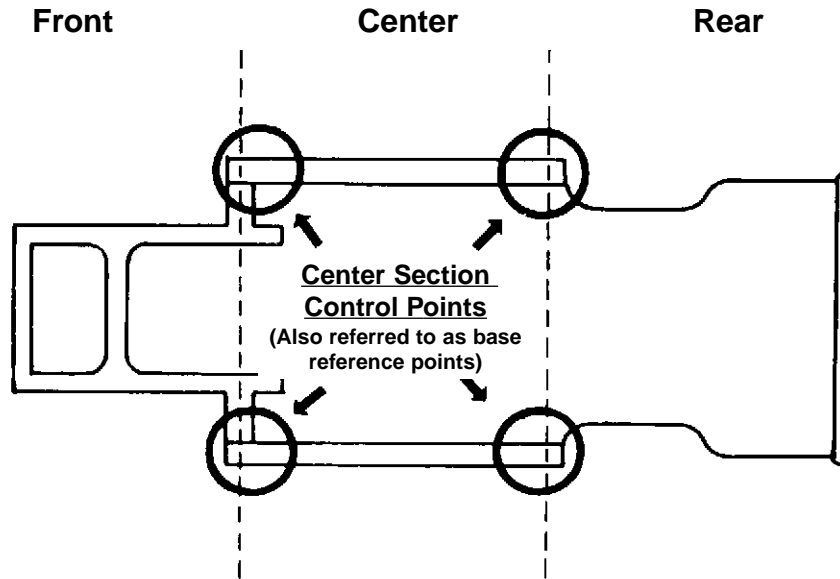 Front Center Rear
Center Section
Control Points
(Also referred to as base
reference points)